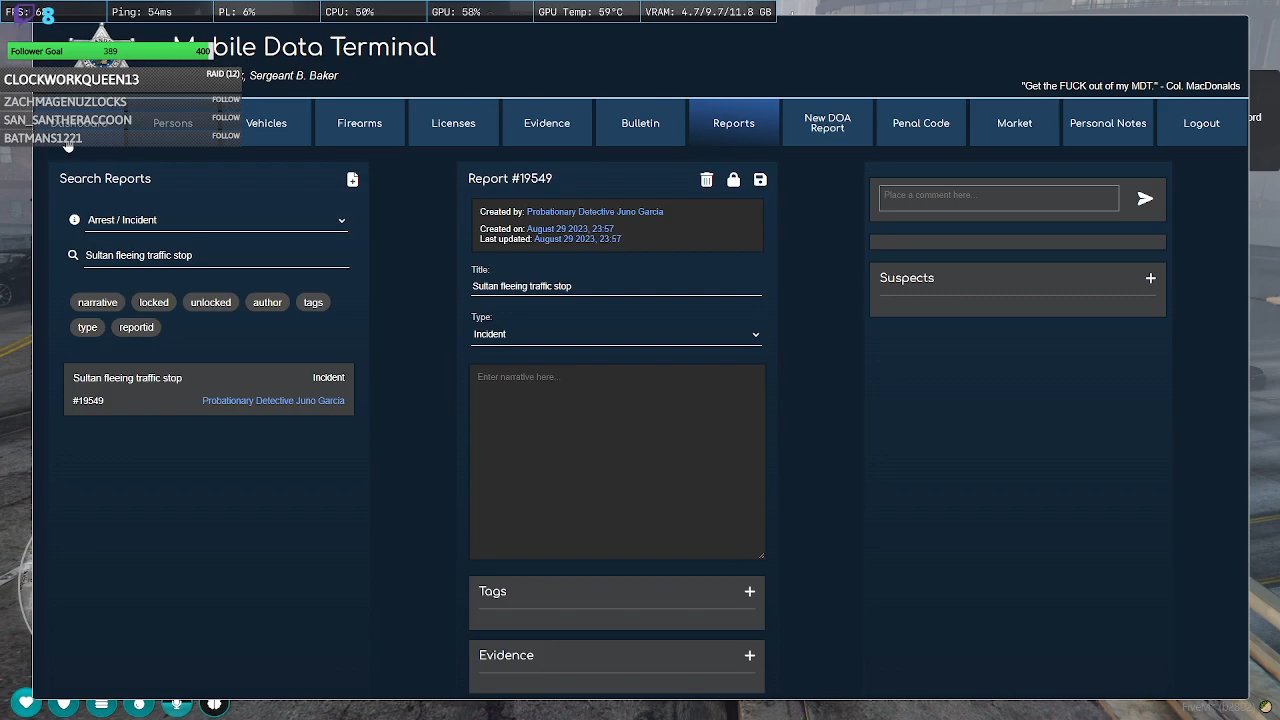 Ping: 54ms
PL: 6%
CPU: 50%
GPU: 58%
GPU Temp: 59°C
VRAM: 4.7/9.7/11.8 GB
8
Follower Goal 389 400
CLOCKWORKQUEEN13 RAID (12)
ZACHMAGENUZLOCKS FOLLOW
SAN_SANTHERACCOON FOLLOW
BATMANS1221 FOLLOW
Mobile Data Terminal
Sergeant B. Baker
"Get the FUCK out of my MDT." - Col. MacDonalds
Persons
Vehicles
Firearms
Licenses
Evidence
Bulletin
Reports
New DOA
Report
Penal Code
Market
Personal Notes
Logout
Search Reports
Arrest / Incident
Sultan fleeing traffic stop
narrative locked unlocked author tags
type reportid
Sultan fleeing traffic stop Incident
#19549 Probationary Detective Juno Garcia
Report #19549
Created by: Probationary Detective Juno Garcia
Created on: August 29 2023, 23:57
Last updated: August 29 2023, 23:57
Title:
Sultan fleeing traffic stop
Type:
Incident
Enter narrative here...
Tags
Evidence
Place a comment here...
Suspects